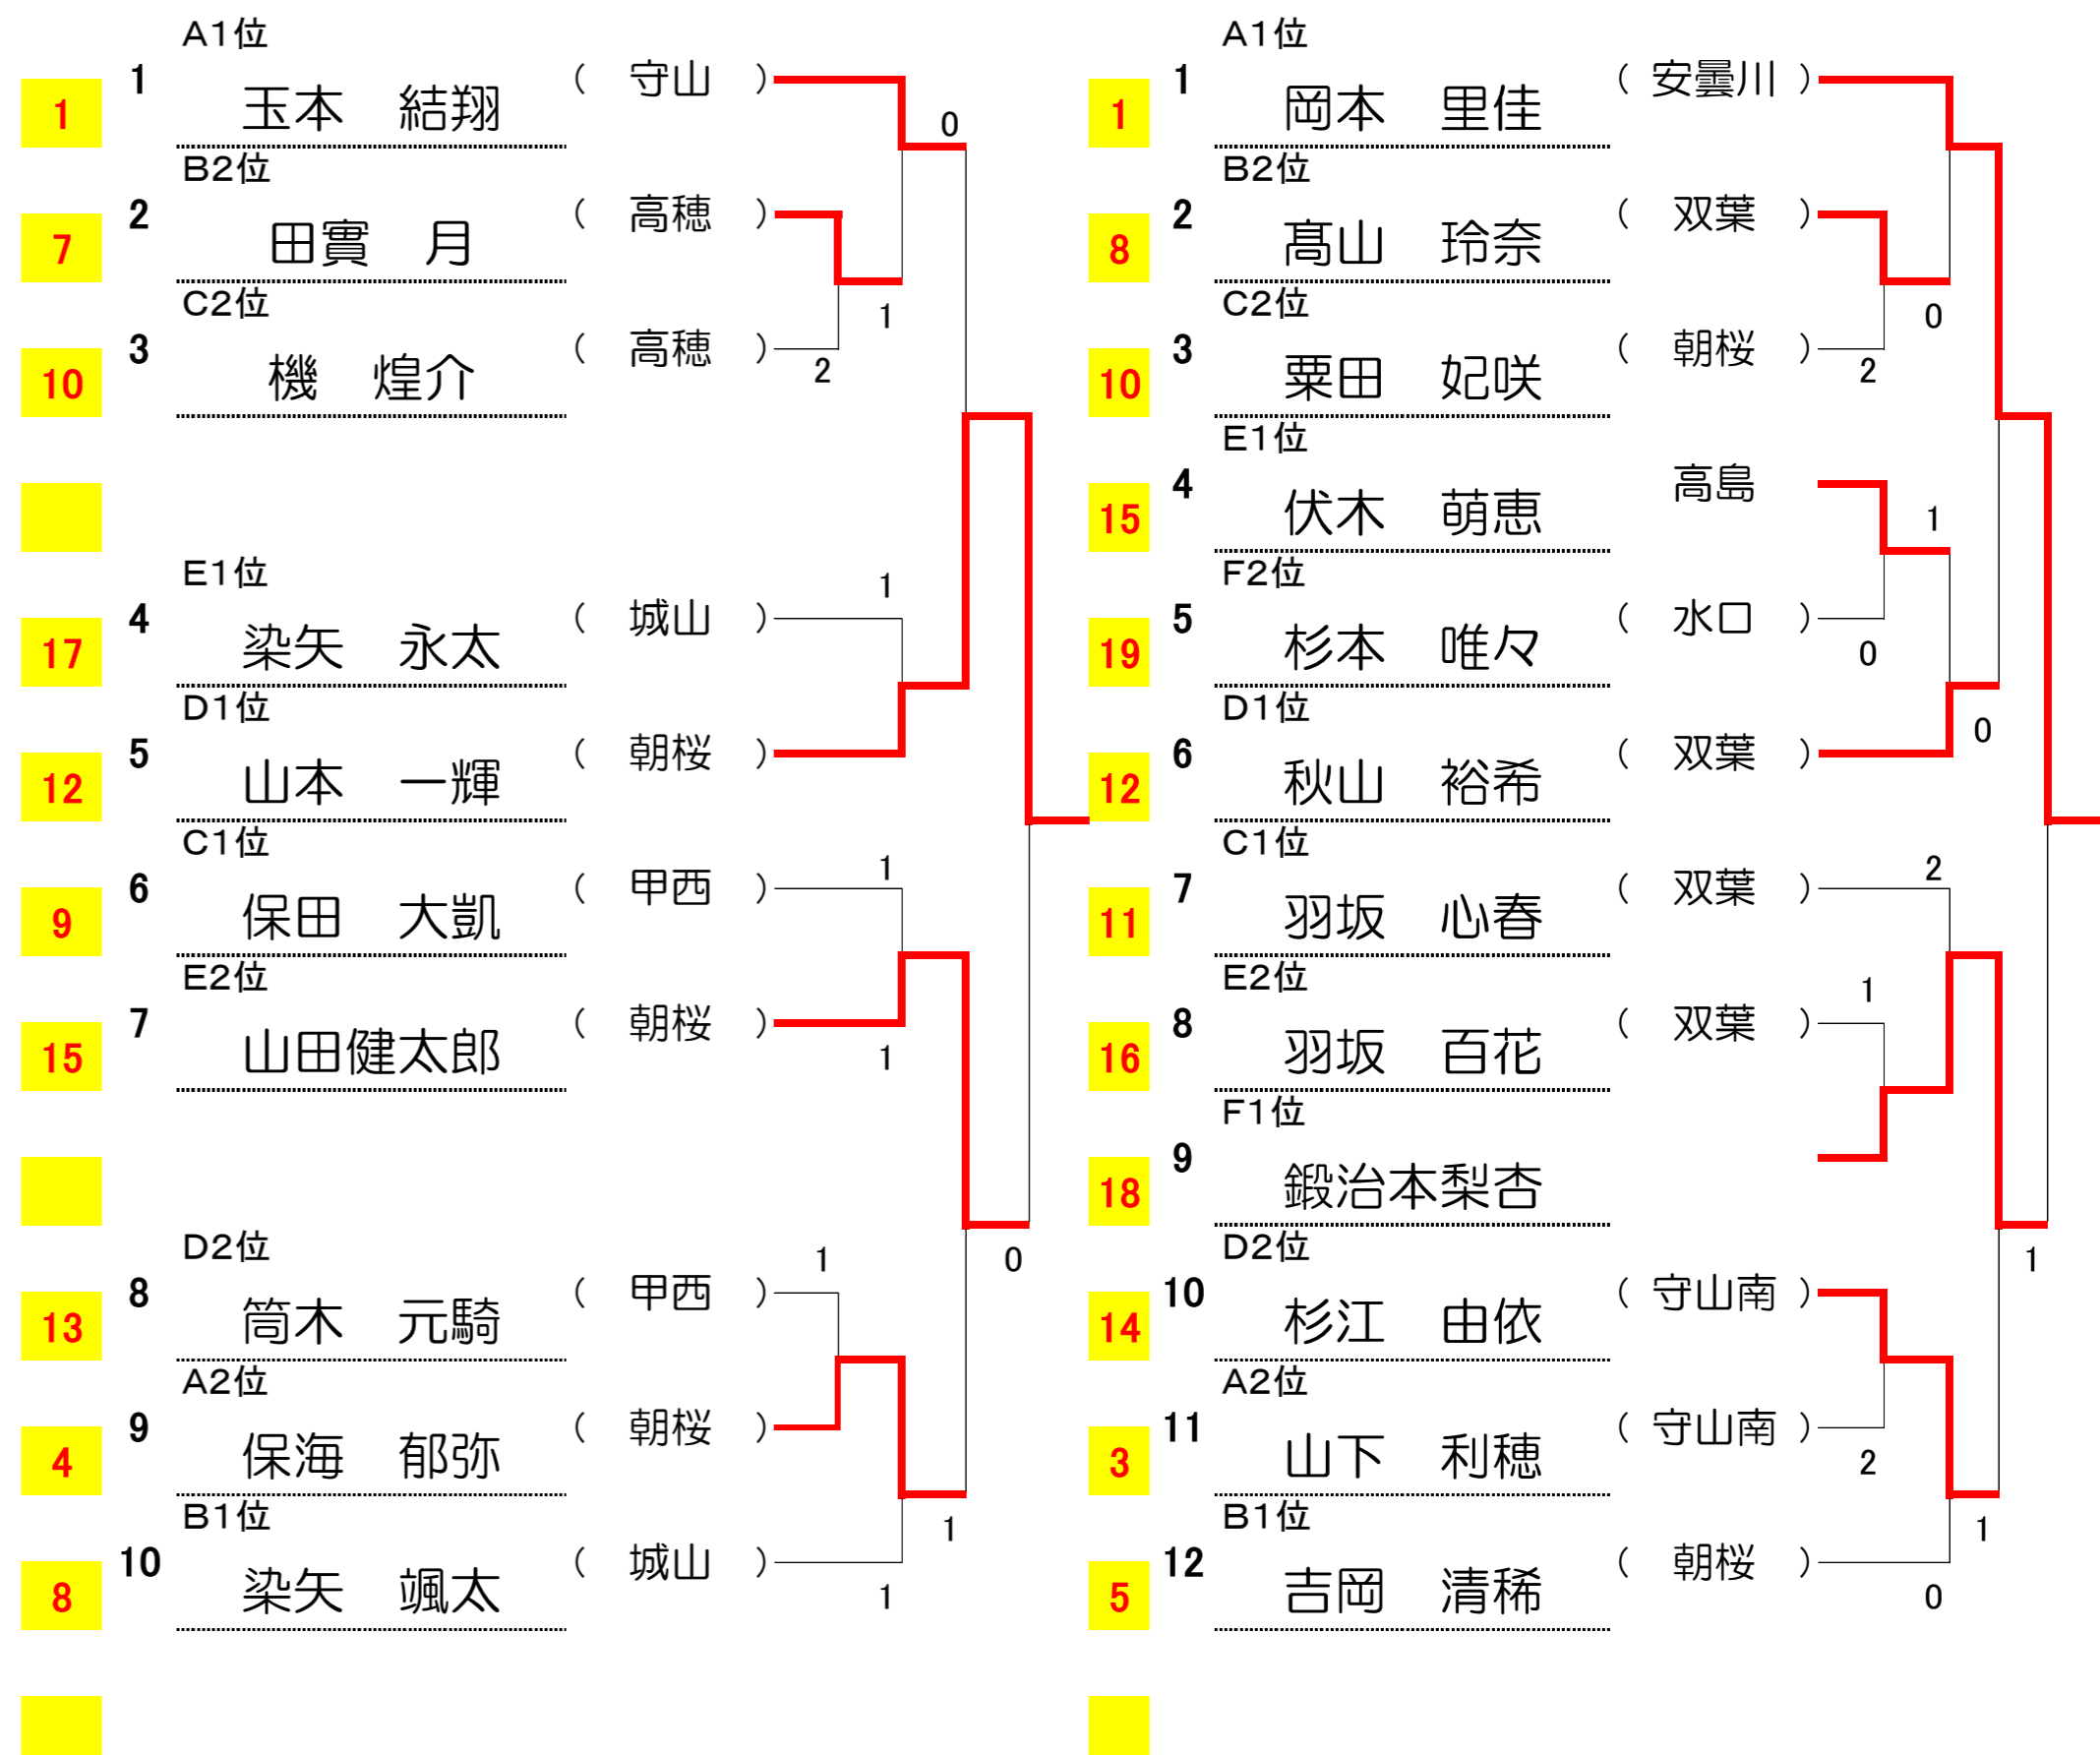 A1位
1 1 玉本 結翔 ( 守山 )
0
B2位
7 2 田實 月 ( 高穂 )
1
C2位
10 3 機 煌介 ( 高穂 )
2
E1位
1
17 4 染矢 永太 ( 城山 )
D1位
12 5 山本 一輝 ( 朝桜 )
C1位
1
9 6 保田 大凱 ( 甲西 )
E2位
15 7 山田健太郎 ( 朝桜 )
1
D2位
1
0
13 8 筒木 元騎 ( 甲西 )
A2位
4 9 保海 郁弥 ( 朝桜 )
B1位
1
8 10 染矢 颯太 ( 城山 )
1
A1位
1 1 岡本 里佳 ( 安曇川 )
B2位
8 2 髙山 玲奈 ( 双葉 )
0
C2位
10 3 粟田 妃咲 ( 朝桜 )
2
E1位
15 4 伏木 萌恵 高島
1
F2位
19 5 杉本 唯々 ( 水口 )
0
D1位
0
12 6 秋山 裕希 ( 双葉 )
C1位
2
11 7 羽坂 心春 ( 双葉 )
E2位
1
16 8 羽坂 百花 ( 双葉 )
F1位
18 9 鍛治本梨杏
D2位
1
14 10 杉江 由依 ( 守山南 )
A2位
3 11 山下 利穂 ( 守山南 )
2
B1位
1
5 12 吉岡 清稀 ( 朝桜 )
0